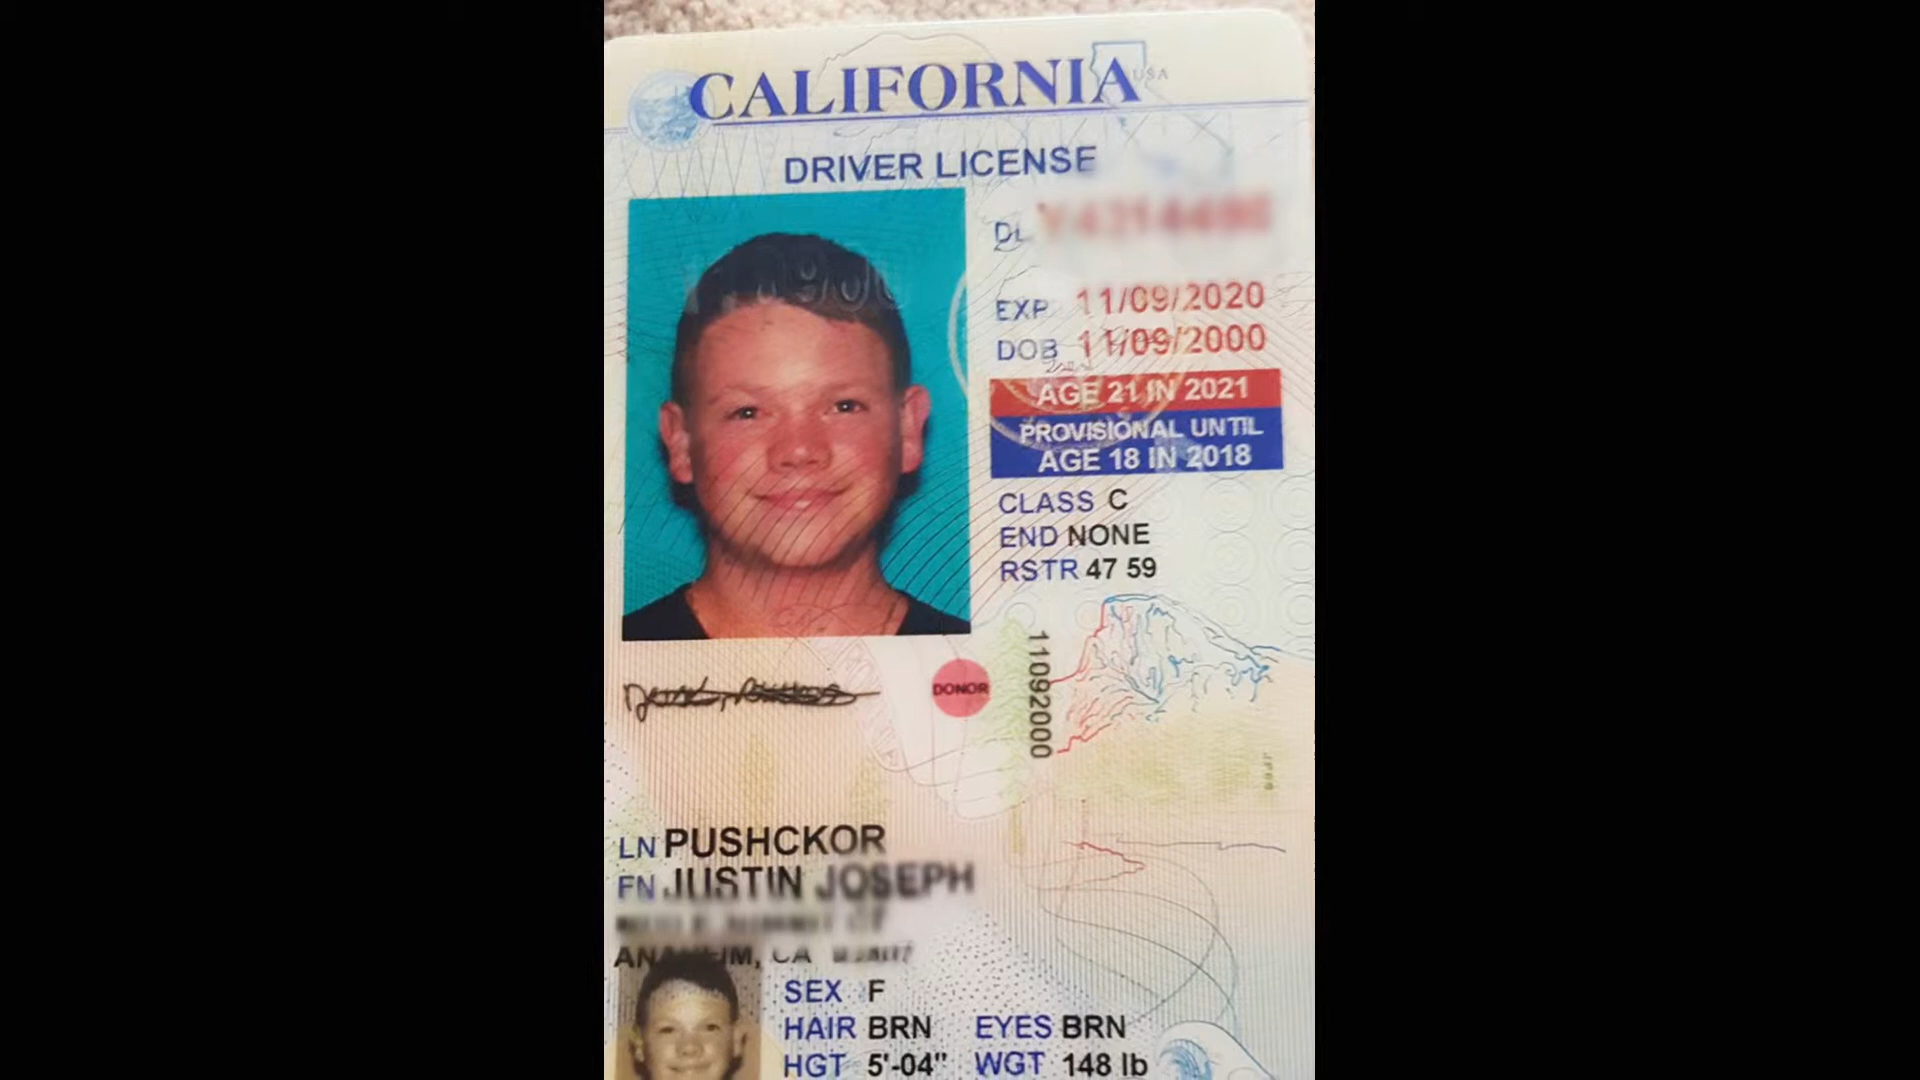 CALIFORNIA USA
DRIVER LICENSE
DL
EXP 11/09/2020
DOB 11/09/2000
AGE 21 IN 2021
PROVISIONAL UNTIL
AGE 18 IN 2018
CLASS C
END NONE
RSTR 47 59
DONOR
11092000
LN PUSHCKOR
FN JUSTIN JOSEPH
ANAHEIM, CA
SEX F
HAIR BRN EYES BRN
HGT 5'-04" WGT 148 lb